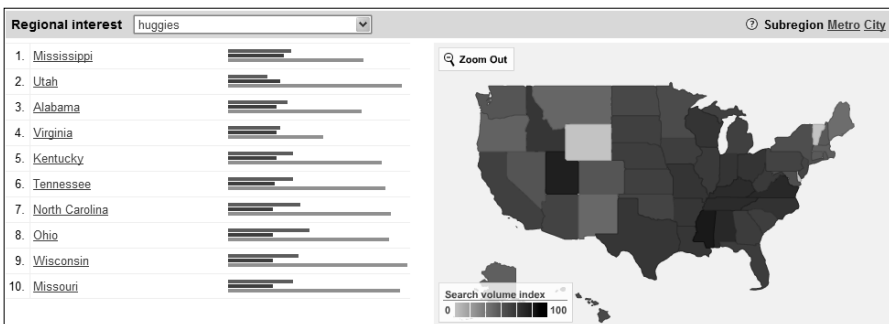 Regional interest huggies Subregion Metro City
1. Mississippi
2. Utah
3. Alabama
4. Virginia
5. Kentucky
6. Tennessee
7. North Carolina
8. Ohio
9. Wisconsin
10. Missouri
Zoom Out
Search volume index
0 100